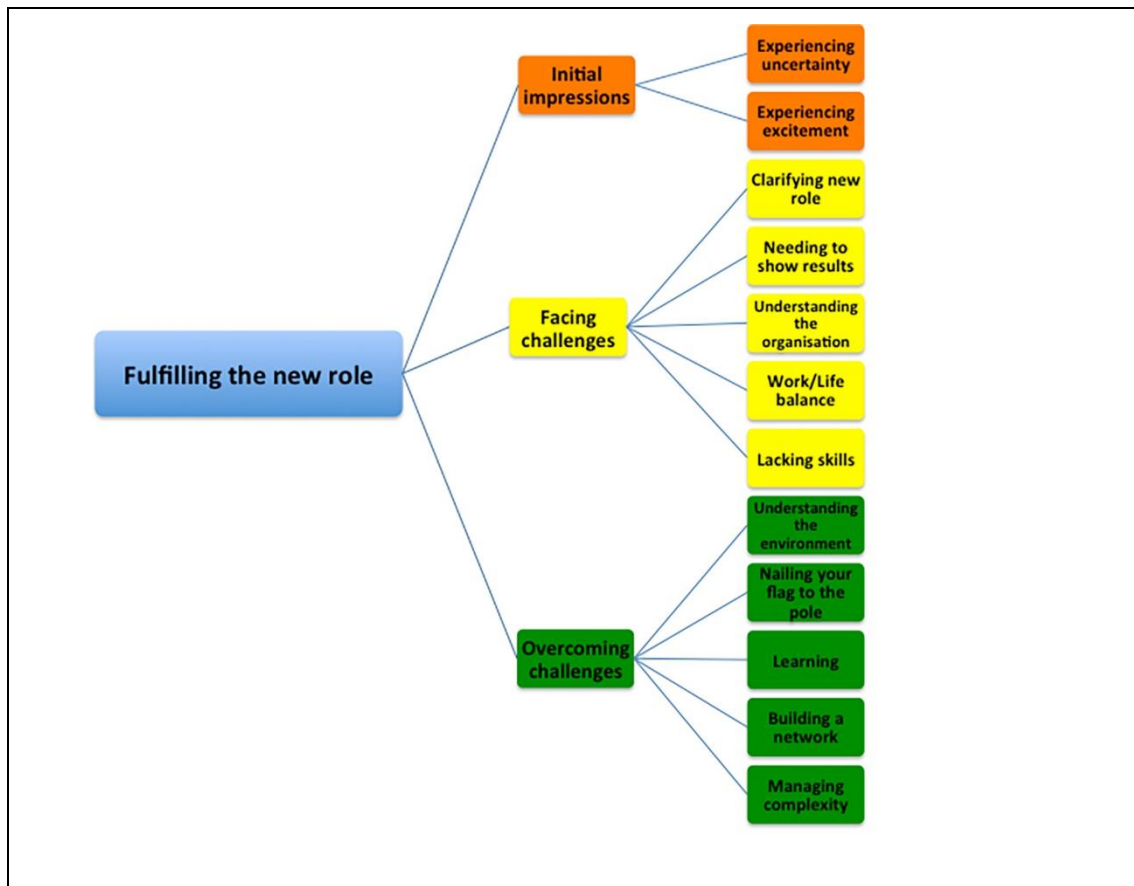 Fulfilling the new role
Initial
impressions
Experiencing
uncertainty
Experiencing
excitement
Facing
challenges
Clarifying new
role
Needing to
show results
Understanding
the
organisation
Work/Life
balance
Lacking skills
Overcoming
challenges
Understanding
the
environment
Nailing your
flag to the
pole
Learning
Building a
network
Managing
complexity